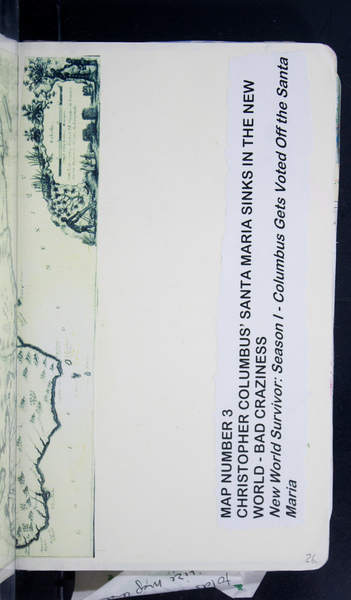 MAP NUMBER 3
CHRISTOPHER COLUMBUS' SANTA MARIA SINKS IN THE NEW
WORLD - BAD CRAZINESS
New World Survivor: Season I - Columbus Gets Voted Off the Santa
Maria
26